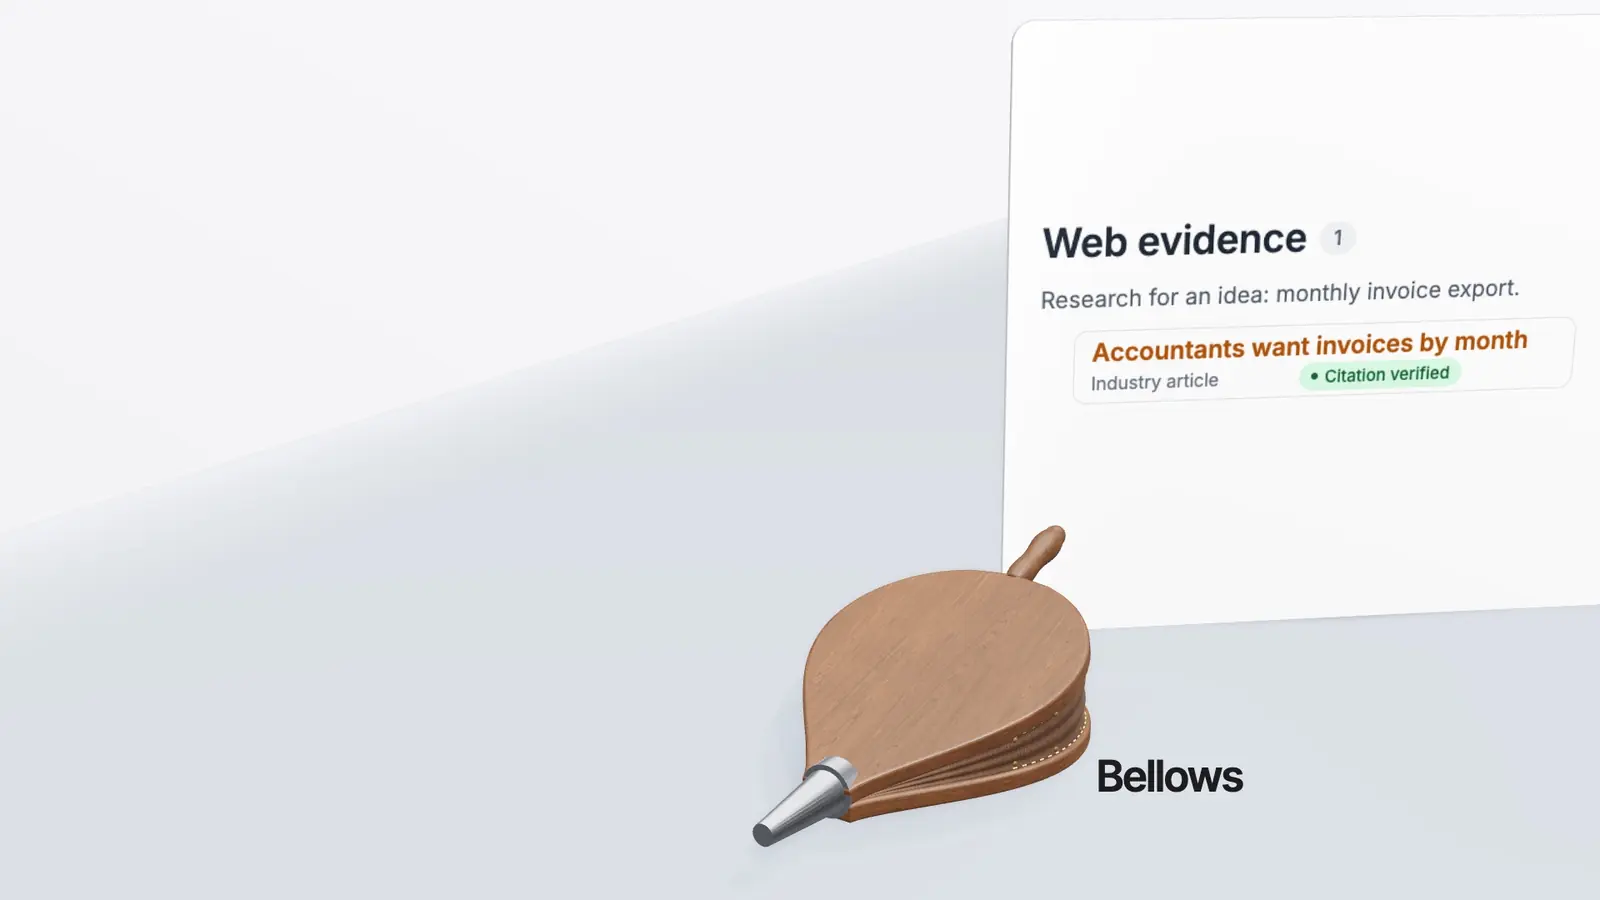 Web evidence 1
Research for an idea: monthly invoice export.
Accountants want invoices by month
Industry article
• Citation verified
Bellows